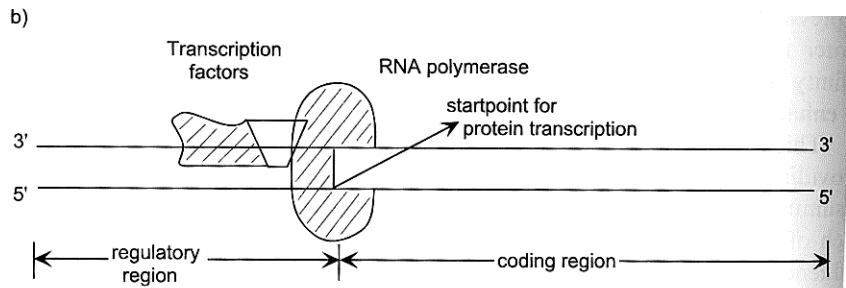 b)
Transcription
factors
RNA polymerase
startpoint for
protein transcription
3'
3'
5'
5'
regulatory
region
coding region